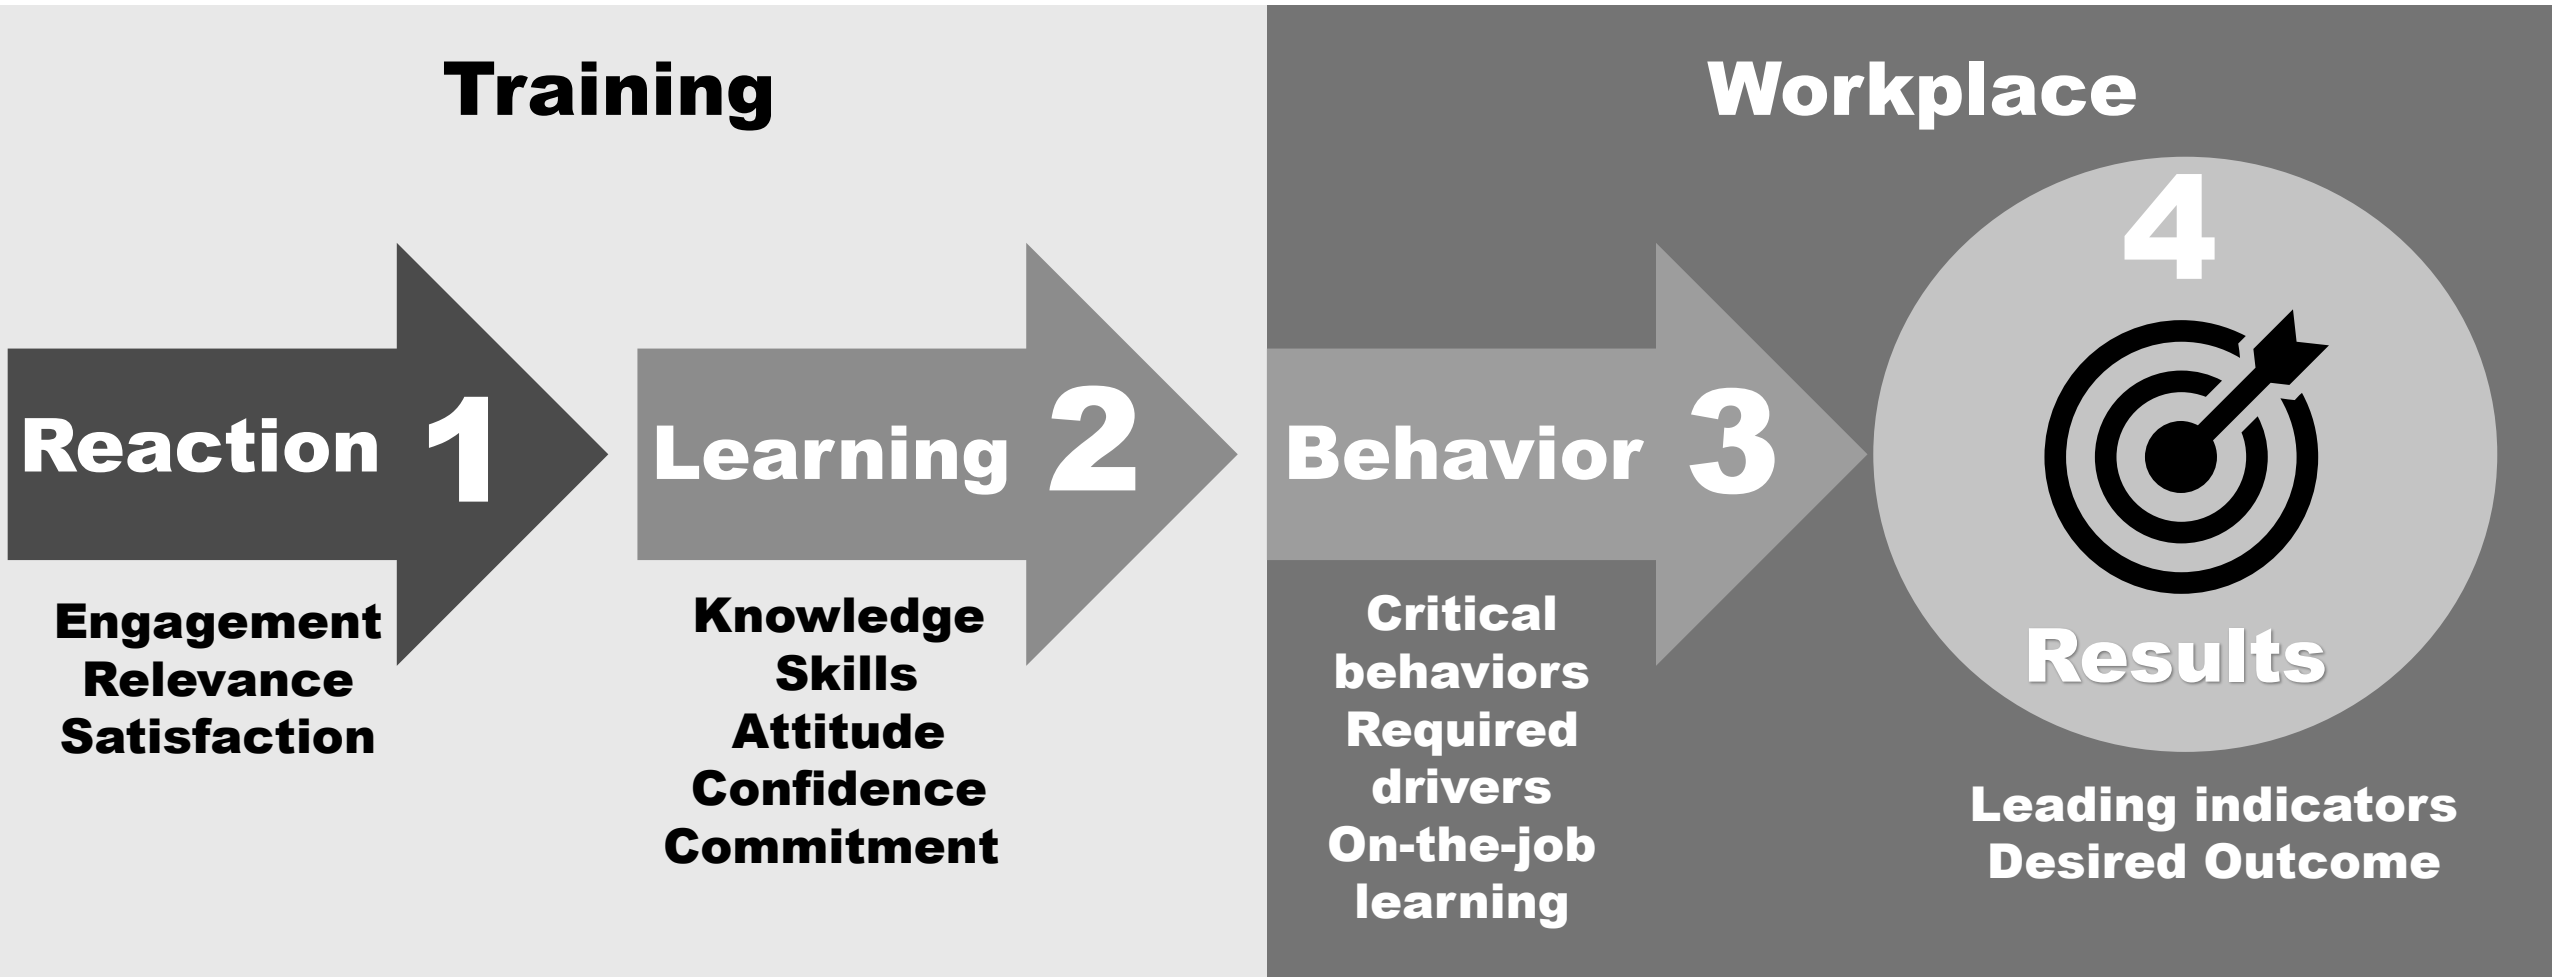 Training
Reaction 1
Engagement
Relevance
Satisfaction
Learning 2
Knowledge
Skills
Attitude
Confidence
Commitment
Workplace
Behavior 3
Critical
behaviors
Required
drivers
On-the-job
learning
4
Results
Leading indicators
Desired Outcome